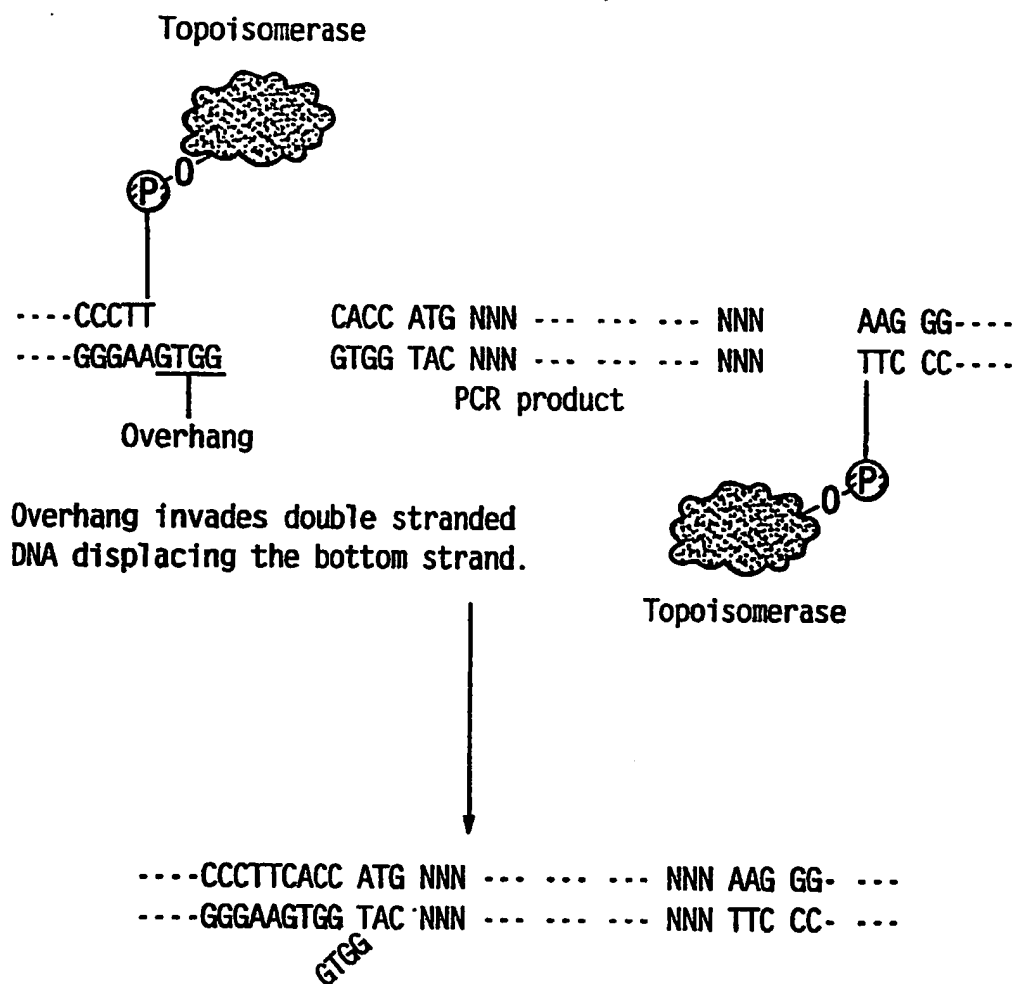 Topoisomerase
P
O
----CCCTT CACC ATG NNN --- --- --- NNN AAG GG----
----GGGAAGTGG GTGG TAC NNN --- --- --- NNN TTC CC----
PCR product
Overhang
P
O
Overhang invades double stranded
DNA displacing the bottom strand.
Topoisomerase
----CCCTTCACC ATG NNN --- --- --- NNN AAG GG- ---
----GGGAAGTGG TAC NNN --- --- --- NNN TTC CC- ---
GTGG